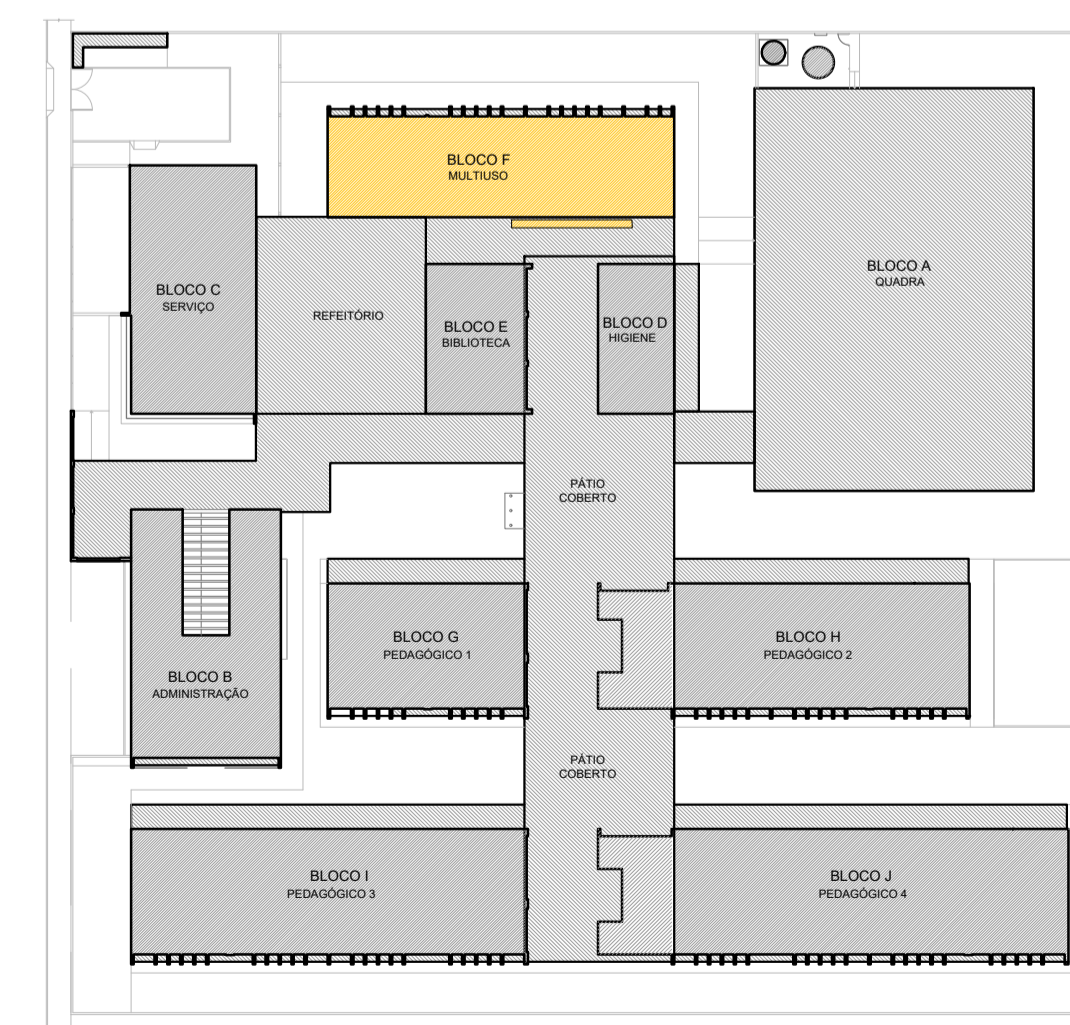 BLOCO F
MULTIUSO
BLOCO A
QUADRA
BLOCO C
SERVIÇO
REFEITÓRIO
BLOCO E
BIBLIOTECA
BLOCO D
HIGIENE
PÁTIO
COBERTO
BLOCO G
PEDAGÓGICO 1
BLOCO H
PEDAGÓGICO 2
BLOCO B
ADMINISTRAÇÃO
PÁTIO
COBERTO
BLOCO I
PEDAGÓGICO 3
BLOCO J
PEDAGÓGICO 4